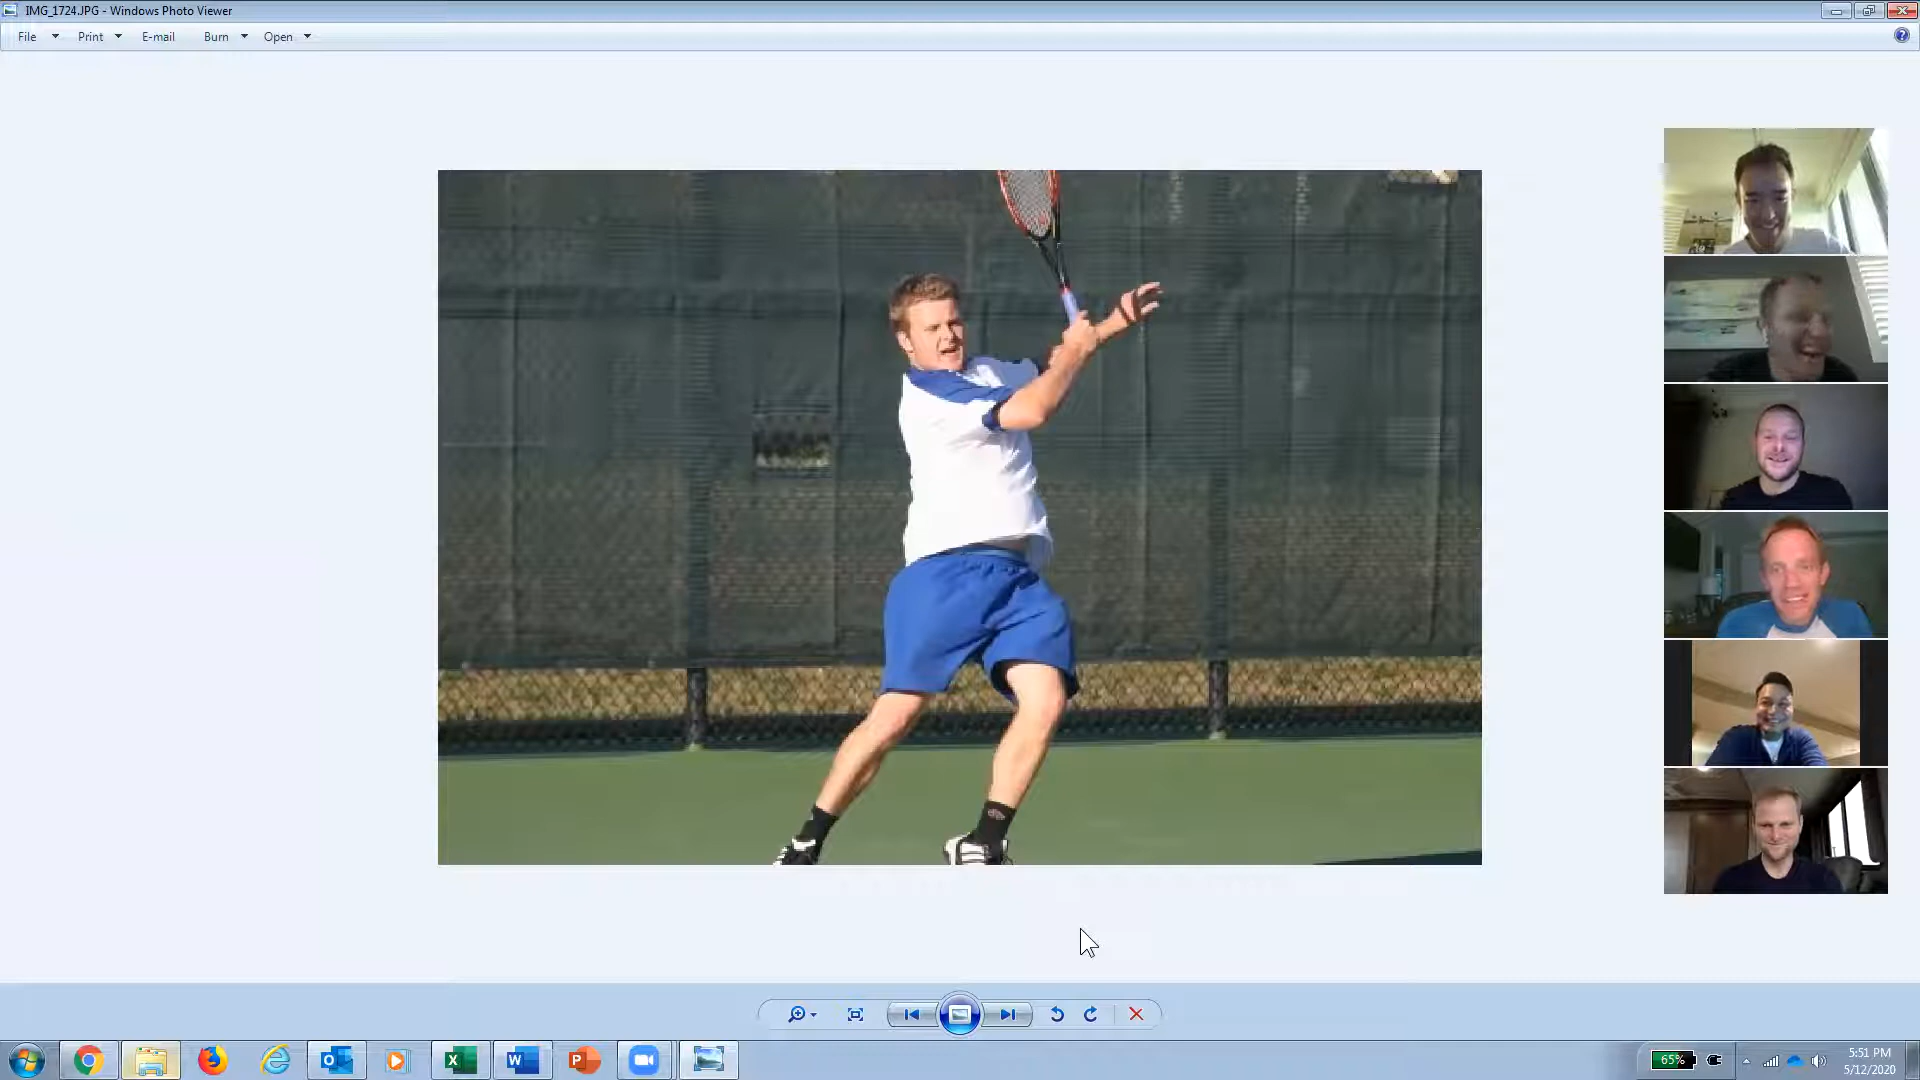 IMG_1724.JPG - Windows Photo Viewer
File Print E-mail Burn Open
65%
5:51 PM
5/12/2020